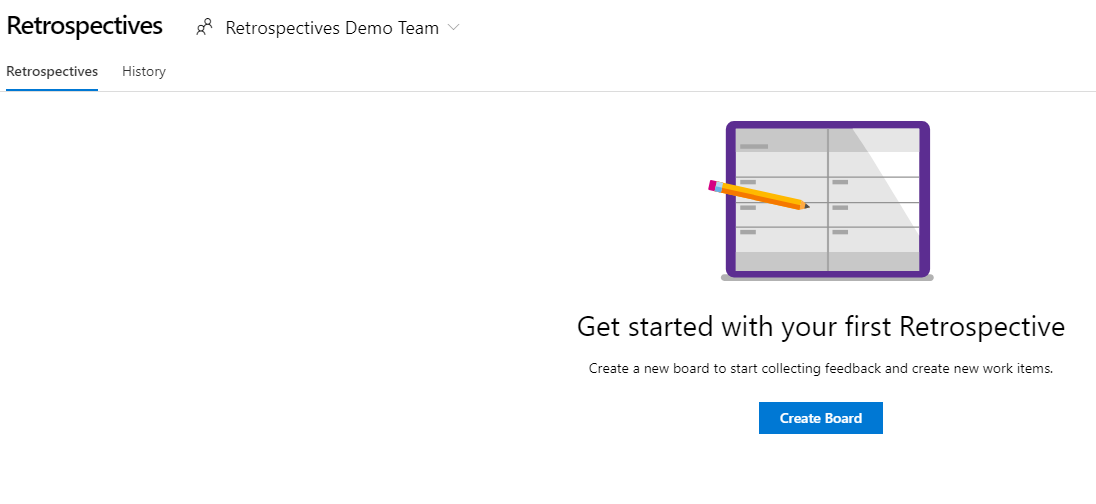 Retrospectives
Retrospectives Demo Team
Retrospectives
History
Get started with your first Retrospective
Create a new board to start collecting feedback and create new work items.
Create Board